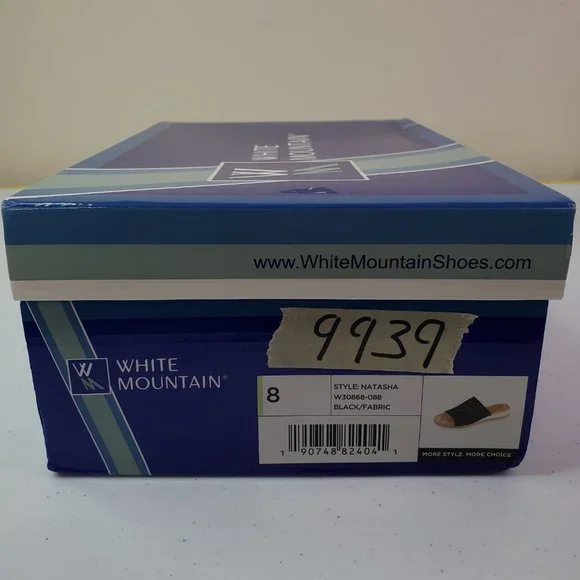 W
WHITE
MOUNTAIN
www.WhiteMountainShoes.com
9939
W
M
WHITE
MOUNTAIN®
8
STYLE: NATASHA
W30868-088
BLACK/FABRIC
1 90748 82404 1
MORE STYLE. MORE CHOICE